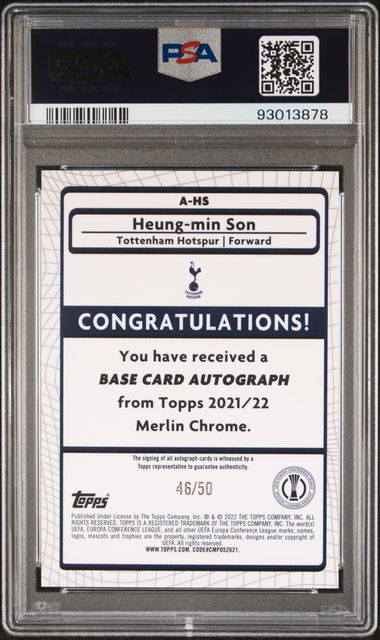 PSA
PSA
93013878
A-HS
Heung-min Son
Tottenham Hotspur | Forward
TOTTENHAM
HOTSPUR
CONGRATULATIONS!
You have received a
BASE CARD AUTOGRAPH
from Topps 2021/22
Merlin Chrome.
The signing of all autograph cards is witnessed by a
Topps representative to guarantee authenticity.
46/50
Topps
Published Under License by The Topps Company, Inc. ® & © 2022 THE TOPPS COMPANY, INC. ALL
RIGHTS RESERVED. TOPPS IS A REGISTERED TRADEMARK OF THE TOPPS COMPANY, INC. The word(s)
UEFA, EUROPA CONFERENCE LEAGUE, and all other UEFA Europa Conference League marks, names,
logos, mascots and trophies are the property, registered trademarks, designs and/or copyright of
UEFA. All rights reserved.
WWW.TOPPS.COM. CODE#CMP052621.
PSA